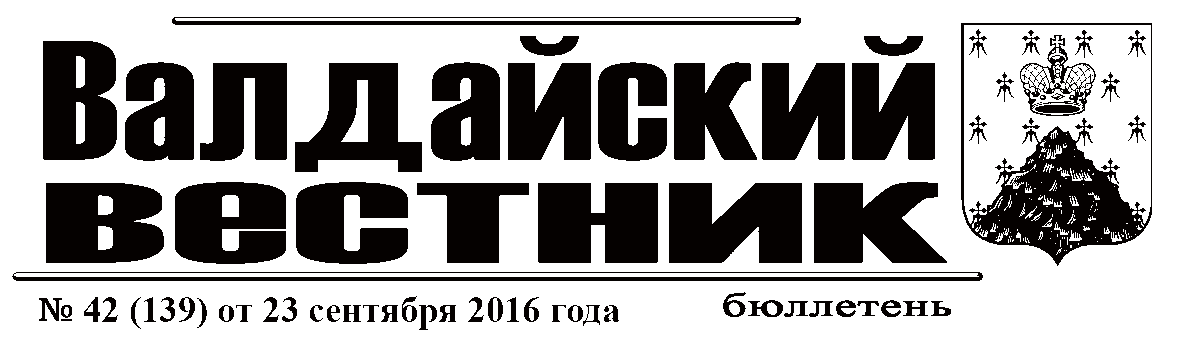 Валдайский
вестник
№ 42 (139) от 23 сентября 2016 года
бюллетень